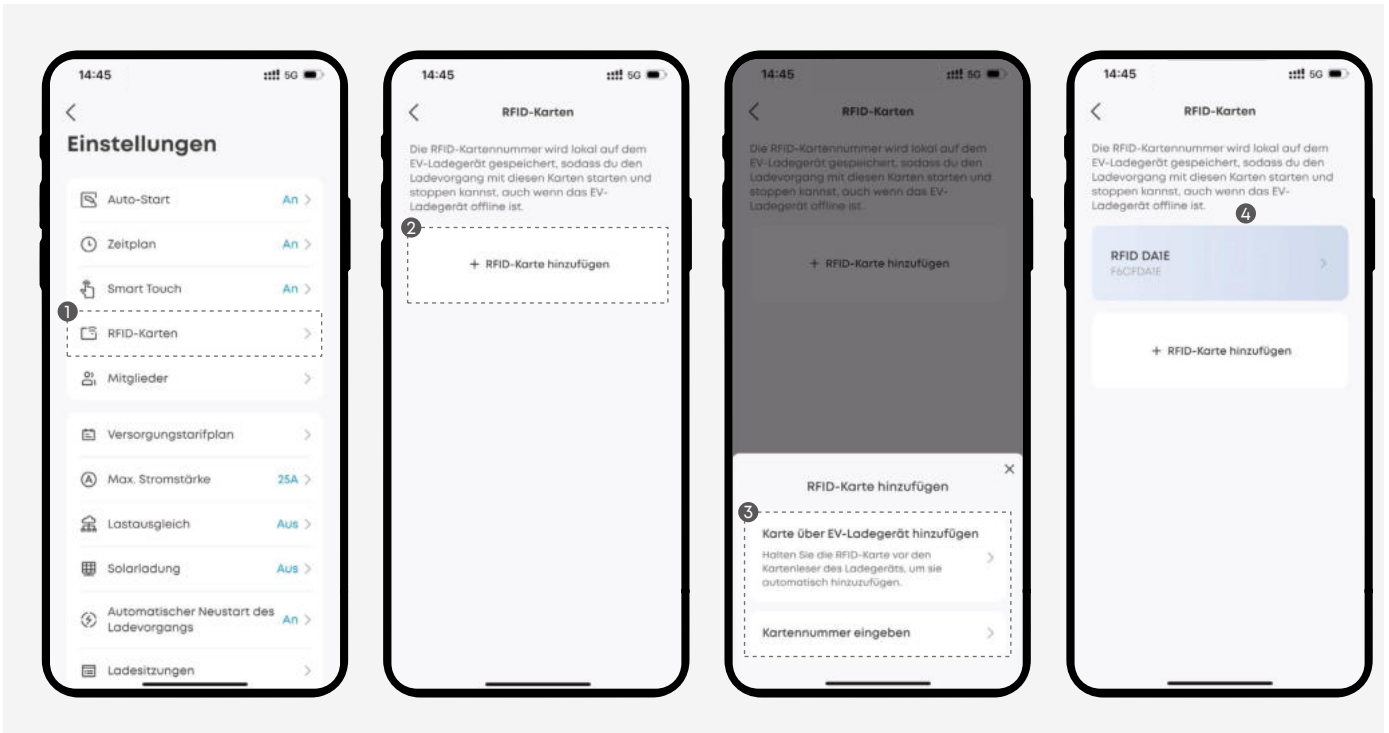 14:45
5G
Einstellungen
Auto-Start
An
Zeitplan
An
Smart Touch
An
1
RFID-Karten
Mitglieder
Versorgungstarifplan
Max. Stromstärke
25A
Lastausgleich
Aus
Solarladung
Aus
Automatischer Neustart des
Ladevorgangs
An
Ladesitzungen
14:45
5G
RFID-Karten
Die RFID-Kartennummer wird lokal auf dem
EV-Ladegerät gespeichert, sodass du den
Ladevorgang mit diesen Karten starten und
stoppen kannst, auch wenn das EV-
Ladegerät offline ist.
2
+ RFID-Karte hinzufügen
14:45
5G
RFID-Karten
Die RFID-Kartennummer wird lokal auf dem
EV-Ladegerät gespeichert, sodass du den
Ladevorgang mit diesen Karten starten und
stoppen kannst, auch wenn das EV-
Ladegerät offline ist.
+ RFID-Karte hinzufügen
RFID-Karte hinzufügen
3
Karte über EV-Ladegerät hinzufügen
Halten Sie die RFID-Karte vor den
Kartenleser des Ladegeräts, um sie
automatisch hinzuzufügen.
Kartennummer eingeben
14:45
5G
RFID-Karten
Die RFID-Kartennummer wird lokal auf dem
EV-Ladegerät gespeichert, sodass du den
Ladevorgang mit diesen Karten starten und
stoppen kannst, auch wenn das EV-
Ladegerät offline ist.
4
RFID DA1E
F6CFDA1E
+ RFID-Karte hinzufügen